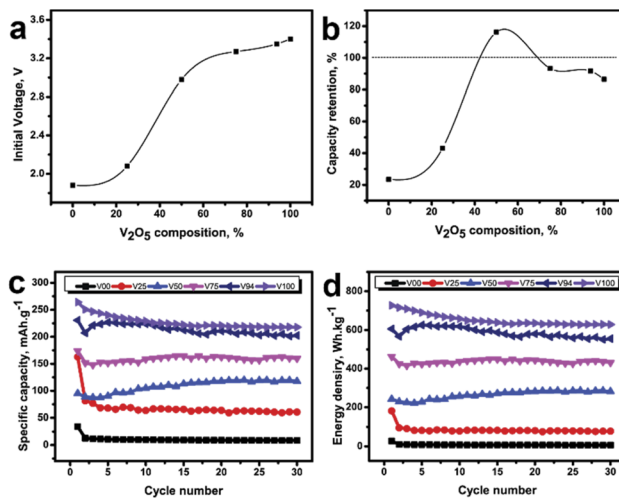 a
Initial Voltage, V
3.8
3.4
3.2
2.8
2.4
2.0
0 20 40 60 80 100
V₂O₅ composition, %
b
Capacity retention, %
120
100
80
60
40
20
0 20 40 60 80 100
V₂O₅ composition, %
c
V00 V25 V50 V75 V94 V100
Specific capacity, mAh.g⁻¹
300
250
200
150
100
50
0
0 5 10 15 20 25 30
Cycle number
d
V00 V25 V50 V75 V94 V100
Energy densiry, Wh.kg⁻¹
800
600
400
200
0
0 5 10 15 20 25 30
Cycle number